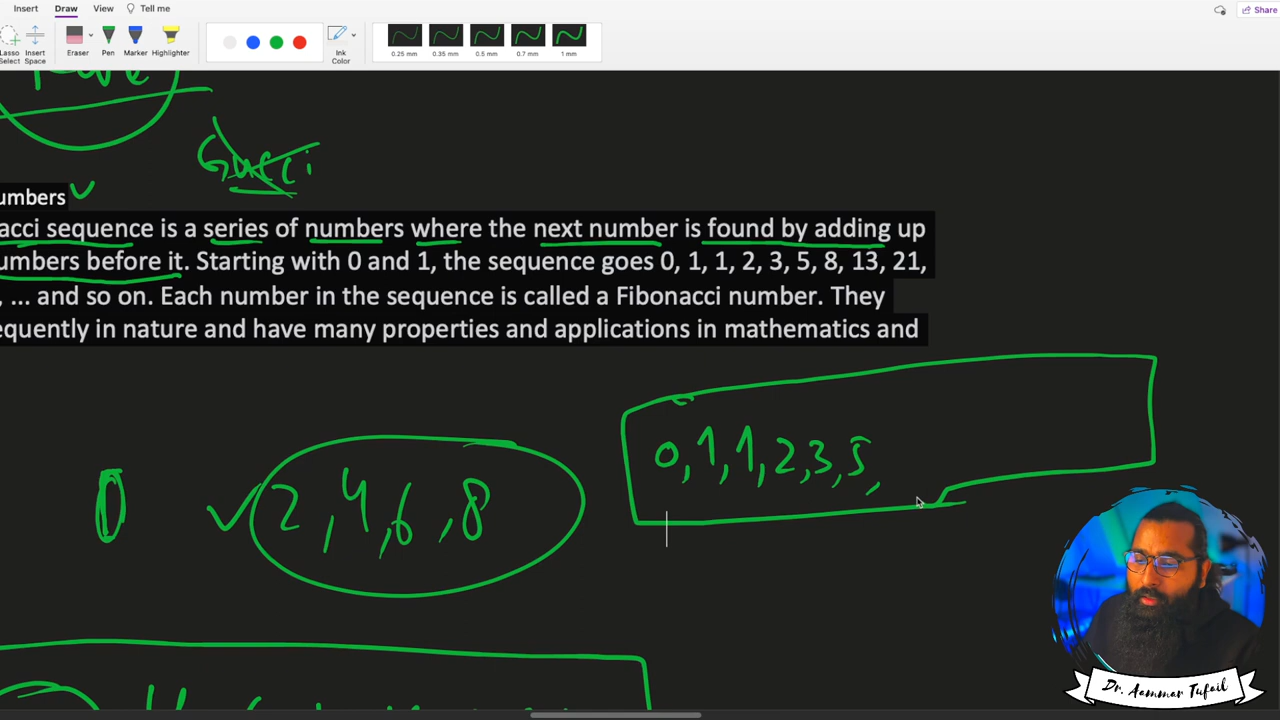 Insert Draw View Tell me Share
Lasso Select Insert Space Eraser Pen Marker Highlighter Ink Color 0.25 mm 0.35 mm 0.5 mm 0.7 mm 1 mm
Gucci
umbers
acci sequence is a series of numbers where the next number is found by adding up
umbers before it. Starting with 0 and 1, the sequence goes 0, 1, 1, 2, 3, 5, 8, 13, 21,
, ... and so on. Each number in the sequence is called a Fibonacci number. They
equently in nature and have many properties and applications in mathematics and
0,1,1,2,3,5,
0 2,4,6,8
Dr. Aammar Tufail